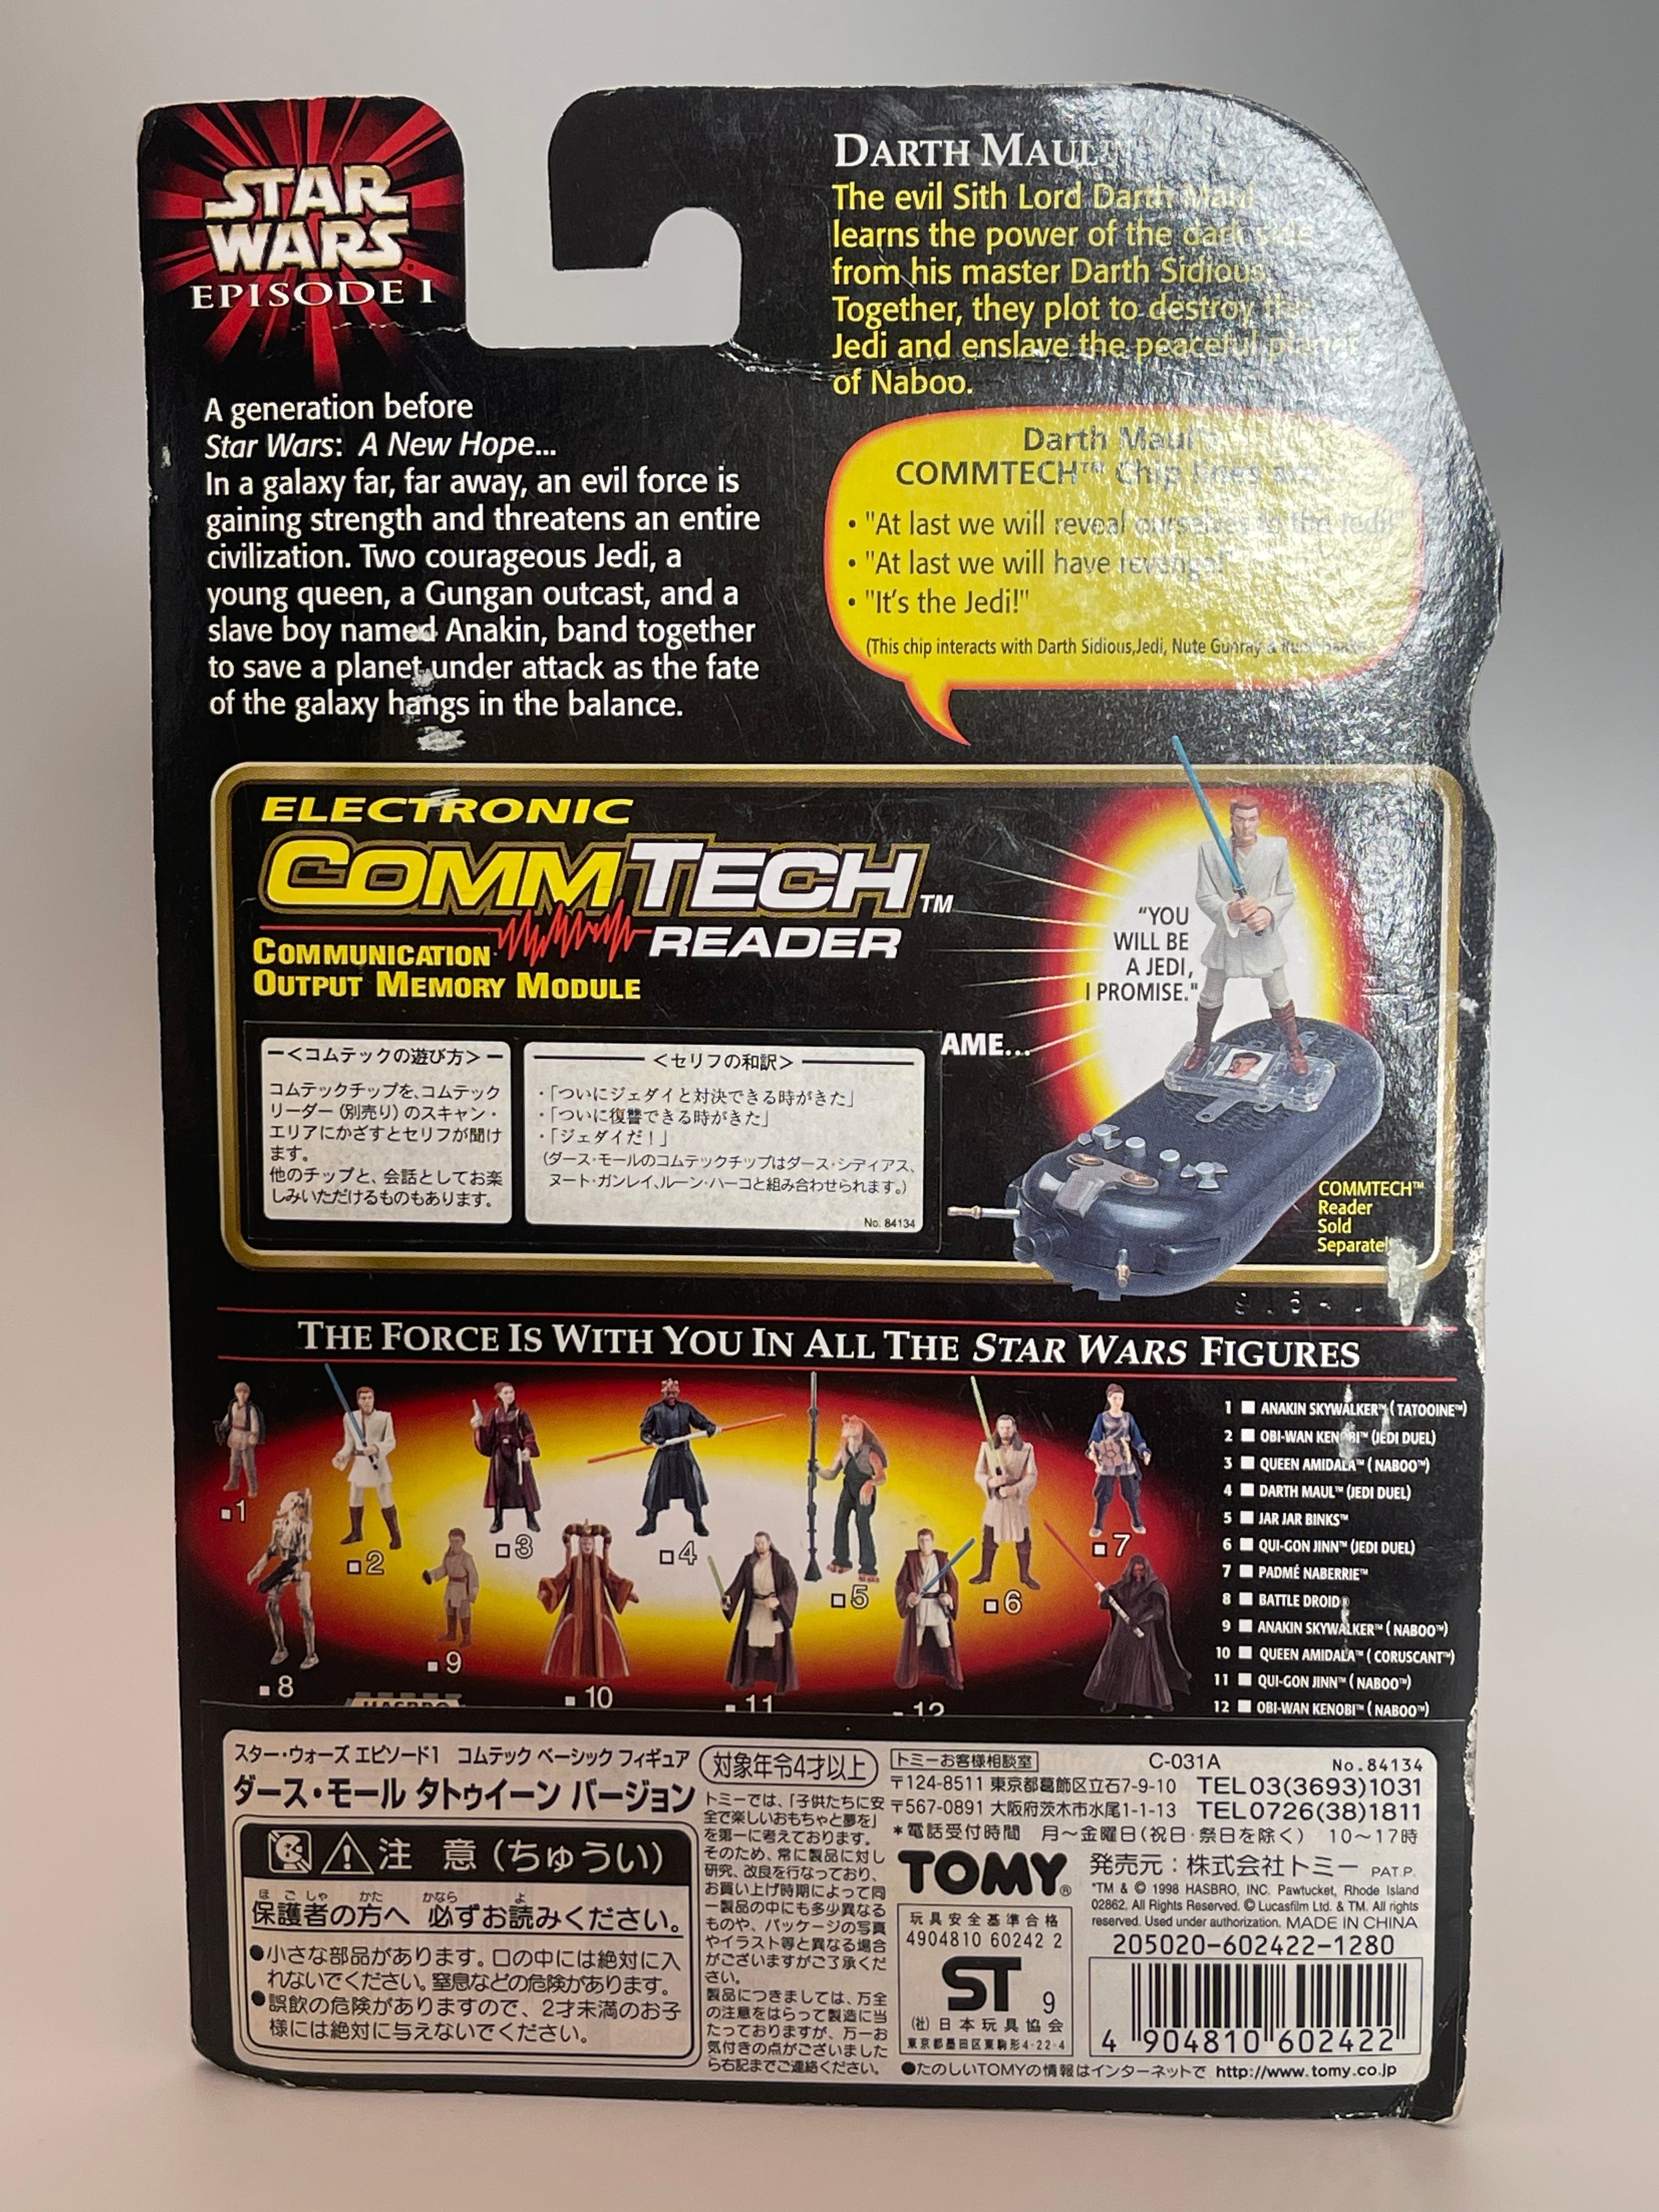 STAR
WARS
EPISODE I
DARTH MAUL
The evil Sith Lord Darth Maul
learns the power of the dark side
from his master Darth Sidious
Together, they plot to destroy the
Jedi and enslave the peaceful planet
of Naboo.
A generation before
Star Wars: A New Hope...
In a galaxy far, far away, an evil force is
gaining strength and threatens an entire
civilization. Two courageous Jedi, a
young queen, a Gungan outcast, and a
slave boy named Anakin, band together
to save a planet under attack as the fate
of the galaxy hangs in the balance.
Darth Maul's
COMMTECH™ Chip lines are
• "At last we will reveal ourselves to the Jedi!"
• "At last we will have revenge!"
• "It's the Jedi!"
(This chip interacts with Darth Sidious,Jedi, Nute Gunray &
ELECTRONIC
COMMTECH™
READER
COMMUNICATION
OUTPUT MEMORY MODULE
"YOU
WILL BE
A JEDI,
I PROMISE."
AME...
<コムテックの遊び方>
コムテックチップを、コムテック
リーダー(別売り)のスキャン・
エリアにかざすとセリフが聞け
ます。
他のチップと、会話としてお楽
しみいただけるものもあります。
<セリフの和訳>
・「ついにジェダイと対決できる時がきた」
・「ついに復讐できる時がきた」
・「ジェダイだ!」
(ダース・モールのコムテックチップはダース・シディアス、
ヌート・ガンレイ、ルーン・ハーコと組み合わせられます。)
No. 84134
COMMTECH™
Reader
Sold
Separatel
THE FORCE IS WITH YOU IN ALL THE STAR WARS FIGURES
1 ANAKIN SKYWALKER™ (TATOOINE™)
2 OBI-WAN KENOBI™ (JEDI DUEL)
3 QUEEN AMIDALA™ (NABOO™)
4 DARTH MAUL™ (JEDI DUEL)
5 JAR JAR BINKS™
6 QUI-GON JINN™ (JEDI DUEL)
7 PADMÉ NABERRIE™
8 BATTLE DROID
9 ANAKIN SKYWALKER™ (NABOO™)
10 QUEEN AMIDALA™ (CORUSCANT™)
11 QUI-GON JINN™ (NABOO™)
12 OBI-WAN KENOBI™ (NABOO™)
1
2
3
4
5
6
7
8
9
10
11
12
HASBRO
スター・ウォーズ エピソード1 コムテック ベーシック フィギュア
ダース・モール タトゥイーン バージョン
対象年令4才以上
注 意(ちゅうい)
ほごしゃ かた かなら よ
保護者の方へ 必ずお読みください。
●小さな部品があります。口の中には絶対に入
れないでください。窒息などの危険があります。
●誤飲の危険がありますので、2才未満のお子
様には絶対に与えないでください。
トミーでは、「子供たちに安
全で楽しいおもちゃと夢を」
を第一に考えております。
そのため、常に製品に対し
研究、改良を行なっており、
お買い上げ時期によって同
一製品の中にも多少異なる
ものや、パッケージの写真
やイラスト等と異なる場合
がございますがご了承くだ
さい。
製品につきましては、万全
の注意をはらって製造に当
たっておりますが、万一お
気付きの点がございました
ら右記までご連絡ください。
トミーお客様相談室
C-031A
No.84134
〒124-8511 東京都葛飾区立石7-9-10 TEL03(3693)1031
〒567-0891 大阪府茨木市水尾1-1-13 TEL0726(38)1811
*電話受付時間 月〜金曜日(祝日・祭日を除く) 10〜17時
TOMY®
発売元:株式会社トミー PAT.P.
*TM & © 1998 HASBRO, INC. Pawtucket, Rhode Island
02862. All Rights Reserved. © Lucasfilm Ltd. & TM. All rights
reserved. Used under authorization. MADE IN CHINA
玩具安全基準合格
4904810 60242 2
ST 9
(社)日本玩具協会
東京都墨田区東駒形4-22-4
205020-602422-1280
4 904810 602422
●たのしいTOMYの情報はインターネットで http://www.tomy.co.jp